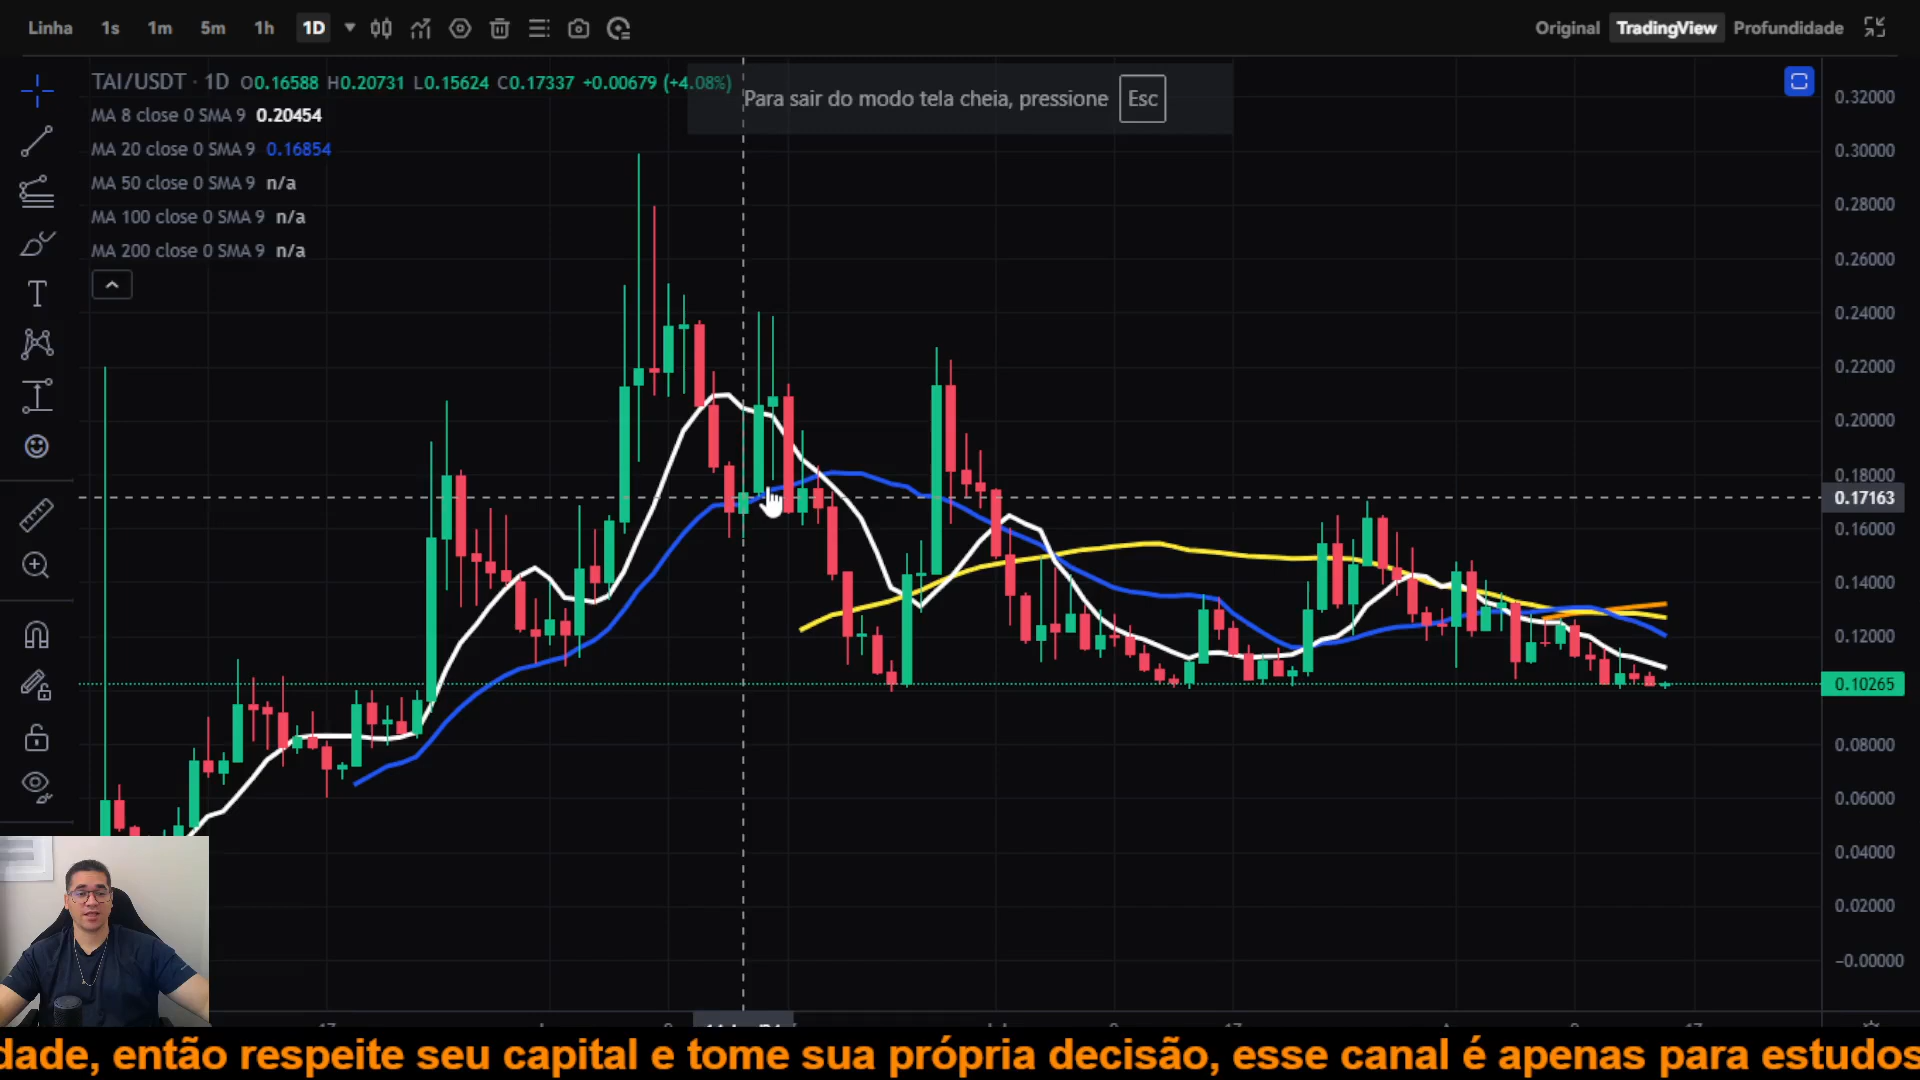 Linha 1s 1m 5m 1h 1D Original TradingView Profundidade
TAI/USDT · 1D O0.16588 H0.20731 L0.15624 C0.17337 +0.00679 (+4.08%)
Para sair do modo tela cheia, pressione Esc
MA 8 close 0 SMA 9 0.20454
MA 20 close 0 SMA 9 0.16854
MA 50 close 0 SMA 9 n/a
MA 100 close 0 SMA 9 n/a
MA 200 close 0 SMA 9 n/a
0.32000
0.30000
0.28000
0.26000
0.24000
0.22000
0.20000
0.18000
0.17163
0.16000
0.14000
0.12000
0.10265
0.08000
0.06000
0.04000
0.02000
−0.00000
dade, então respeite seu capital e tome sua própria decisão, esse canal é apenas para estudos